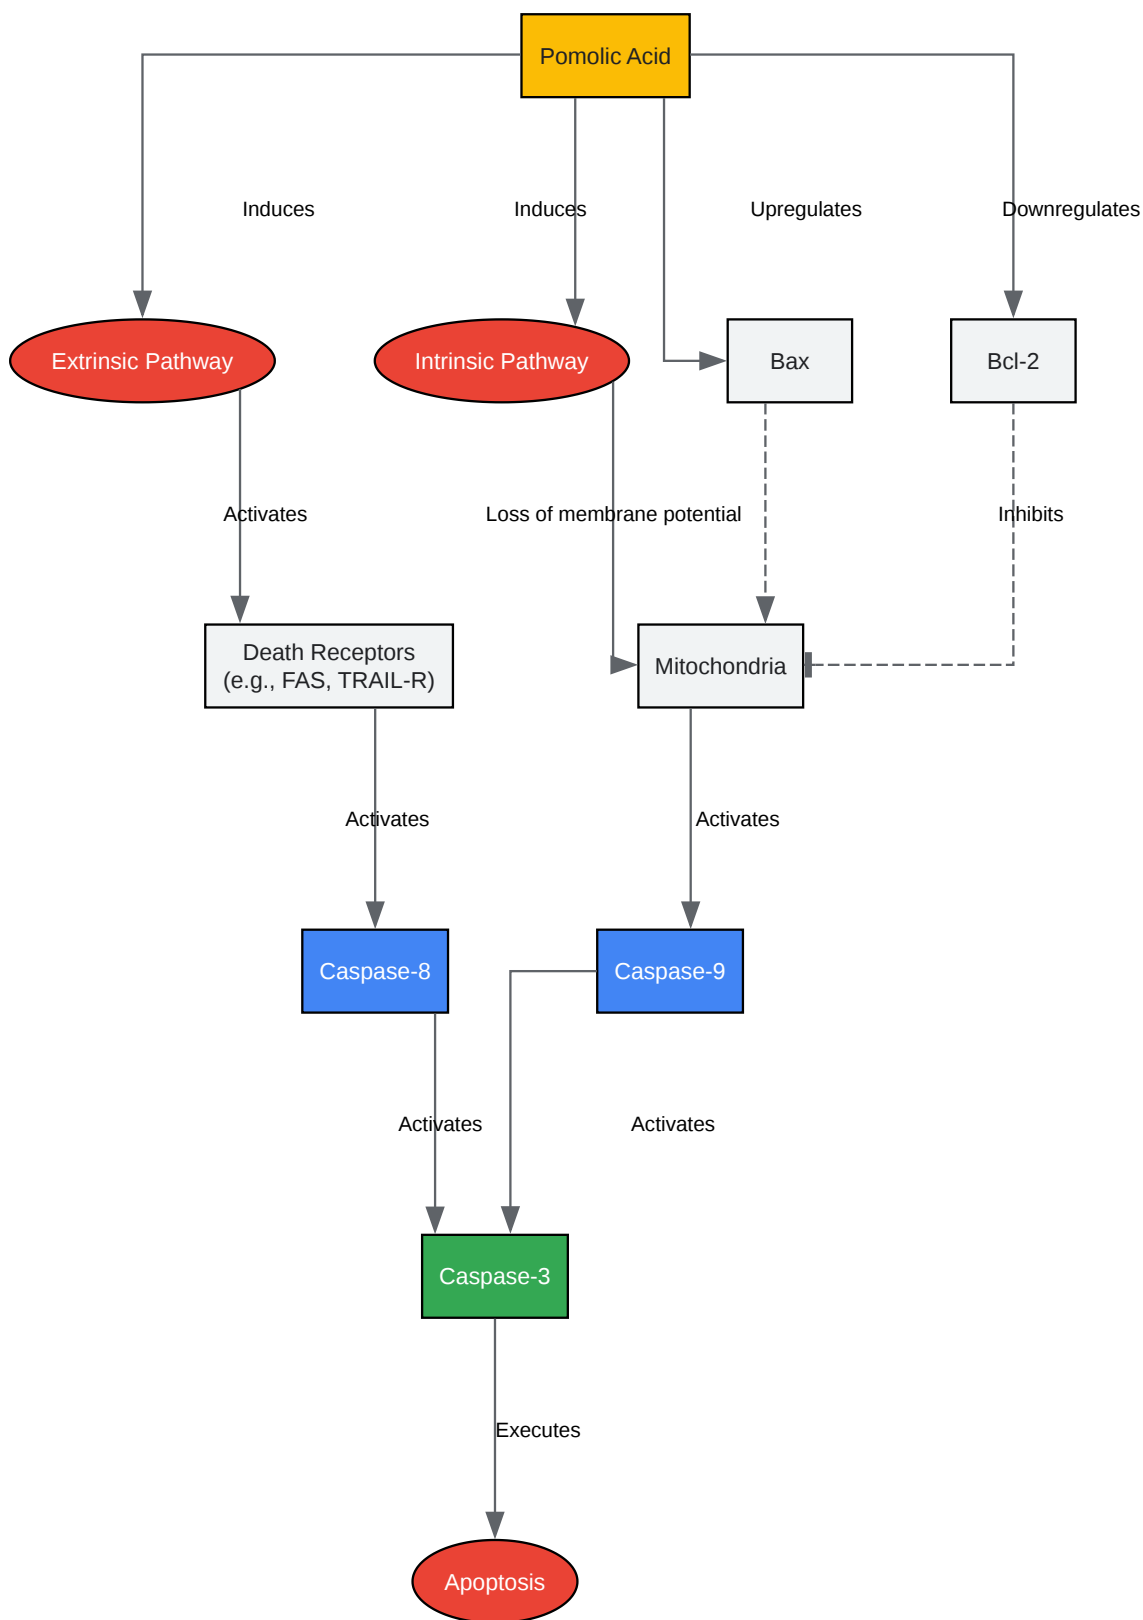 Pomolic Acid
Induces
Induces
Upregulates
Downregulates
Extrinsic Pathway
Intrinsic Pathway
Bax
Bcl-2
Activates
Loss of membrane potential
Inhibits
Death Receptors
(e.g., FAS, TRAIL-R)
Mitochondria
Activates
Activates
Caspase-8
Caspase-9
Activates
Activates
Caspase-3
Executes
Apoptosis